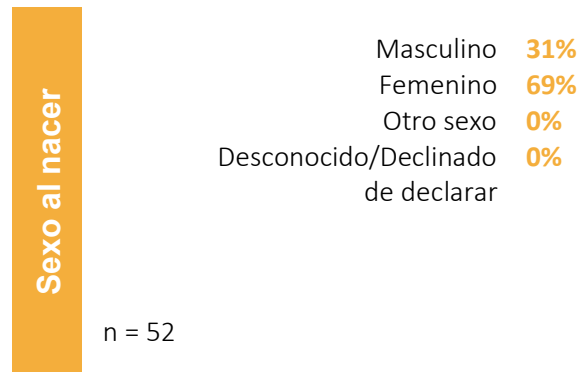 Sexo al nacer
Masculino 31%
Femenino 69%
Otro sexo 0%
Desconocido/Declinado 0%
de declarar
n = 52